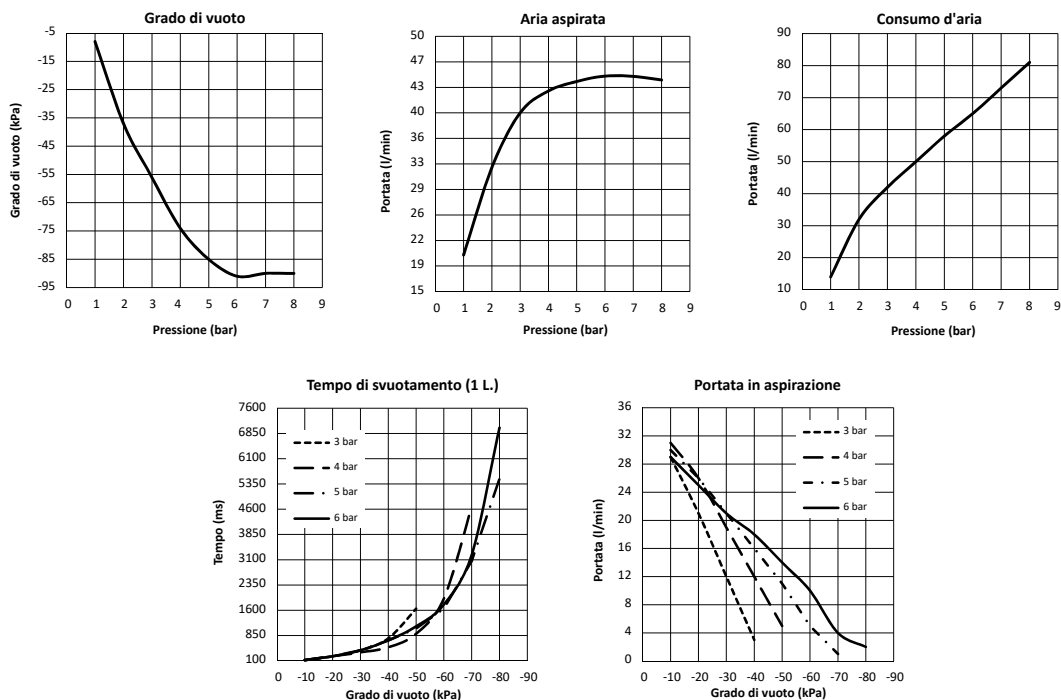 Grado di vuoto
-5
-15
-25
-35
-45
-55
-65
-75
-85
-95
Grado di vuoto (kPa)
0 1 2 3 4 5 6 7 8 9
Pressione (bar)
Aria aspirata
50
47
43
40
36
33
29
26
22
19
15
Portata (l/min)
0 1 2 3 4 5 6 7 8 9
Pressione (bar)
Consumo d'aria
90
80
70
60
50
40
30
20
10
Portata (l/min)
0 1 2 3 4 5 6 7 8 9
Pressione (bar)
Tempo di svuotamento (1 L.)
7600
6850
6100
5350
4600
3850
3100
2350
1600
850
100
Tempo (ms)
3 bar
4 bar
5 bar
6 bar
0 -10 -20 -30 -40 -50 -60 -70 -80 -90
Grado di vuoto (kPa)
Portata in aspirazione
36
32
28
24
20
16
12
8
4
0
Portata (l/min)
3 bar
4 bar
5 bar
6 bar
0 -10 -20 -30 -40 -50 -60 -70 -80 -90
Grado di vuoto (kPa)